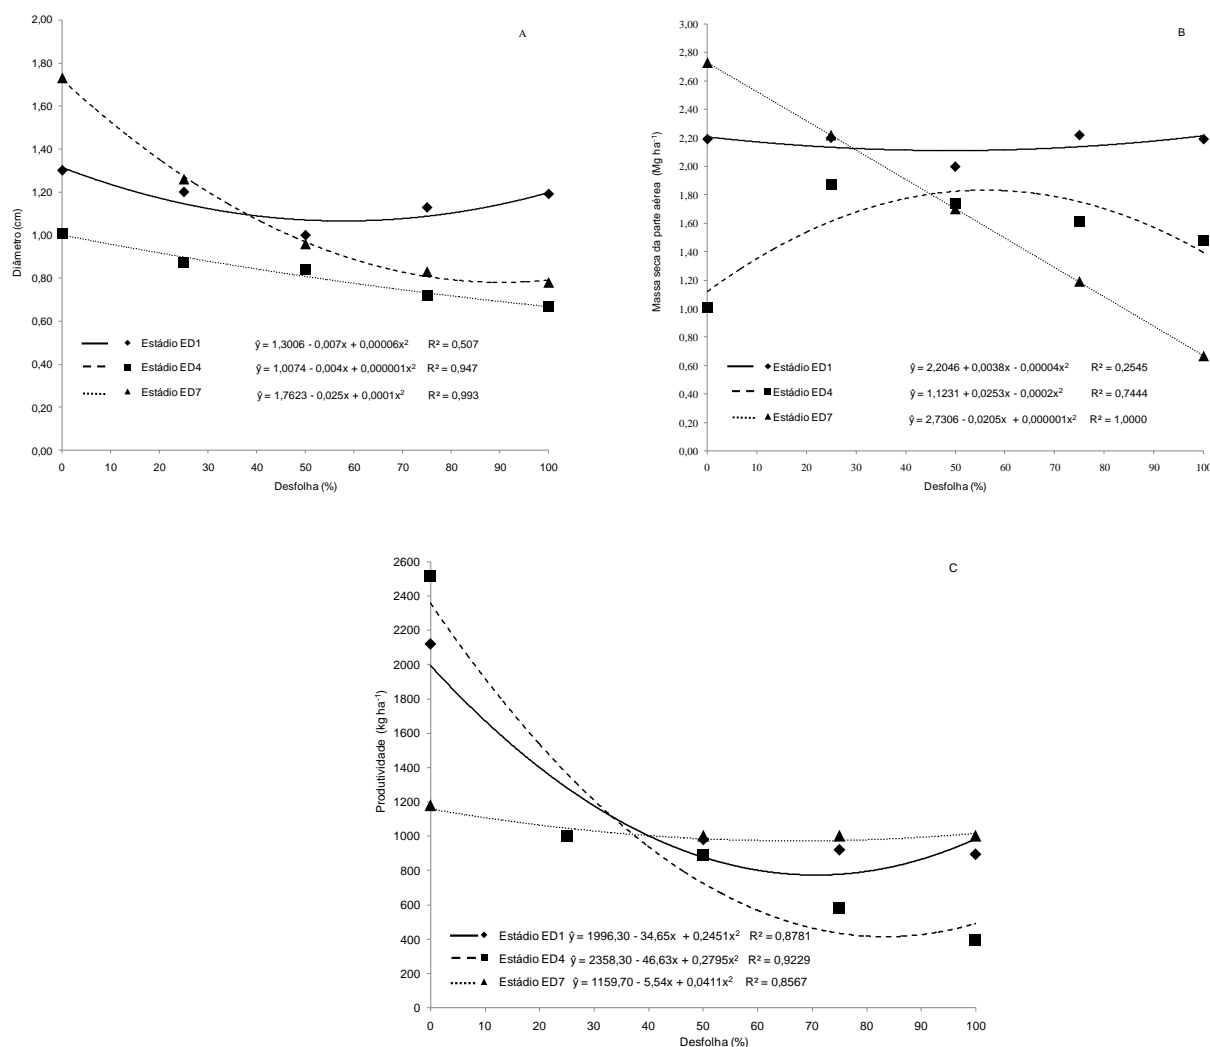 A
2,00
1,80
1,60
1,40
1,20
1,00
0,80
0,60
0,40
0,20
0,00
Diâmetro (cm)
Estádio ED1 ŷ = 1,3006 - 0,007x + 0,00006x² R² = 0,507
Estádio ED4 ŷ = 1,0074 - 0,004x + 0,000001x² R² = 0,947
Estádio ED7 ŷ = 1,7623 - 0,025x + 0,0001x² R² = 0,993
0 10 20 30 40 50 60 70 80 90 100
Desfolha (%)
B
3,00
2,80
2,60
2,40
2,20
2,00
1,80
1,60
1,40
1,20
1,00
0,80
0,60
0,40
0,20
0,00
Massa seca da parte aérea (Mg ha⁻¹)
Estádio ED1 ŷ = 2,2046 + 0,0038x - 0,00004x² R² = 0,2545
Estádio ED4 ŷ = 1,1231 + 0,0253x - 0,0002x² R² = 0,7444
Estádio ED7 ŷ = 2,7306 - 0,0205x + 0,000001x² R² = 1,0000
0 10 20 30 40 50 60 70 80 90 100
Desfolha (%)
C
2600
2400
2200
2000
1800
1600
1400
1200
1000
800
600
400
200
0
Produtividade (kg ha⁻¹)
Estádio ED1 ŷ = 1996,30 - 34,65x + 0,2451x² R² = 0,8781
Estádio ED4 ŷ = 2358,30 - 46,63x + 0,2795x² R² = 0,9229
Estádio ED7 ŷ = 1159,70 - 5,54x + 0,0411x² R² = 0,8567
0 10 20 30 40 50 60 70 80 90 100
Desfolha (%)